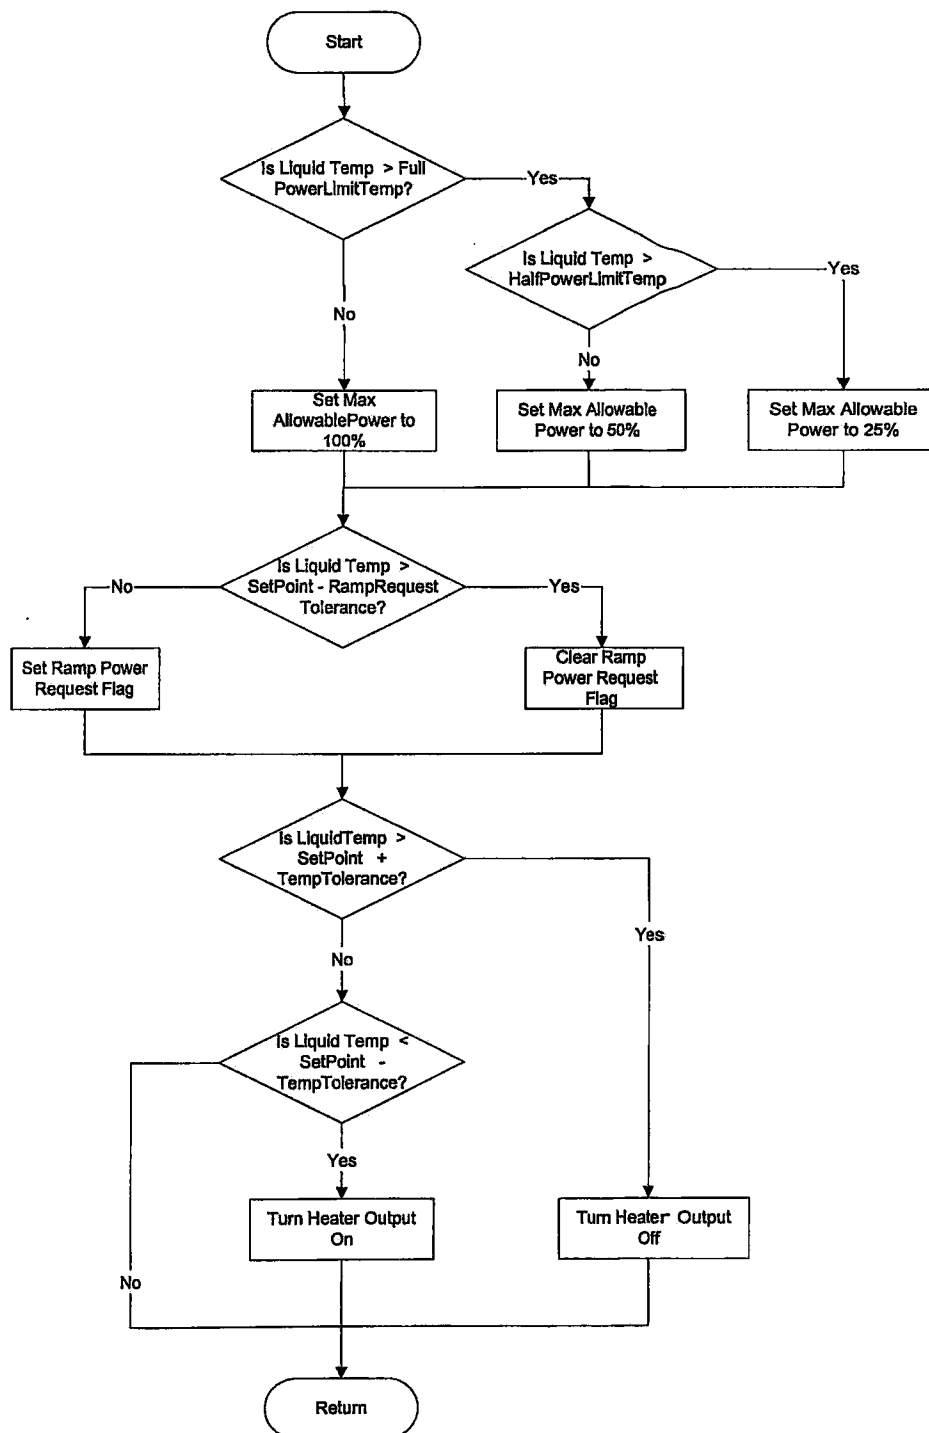 Start
Is Liquid Temp > Full
PowerLimitTemp?
Yes
Is Liquid Temp >
HalfPowerLimitTemp
Yes
No
No
Set Max
AllowablePower to
100%
Set Max Allowable
Power to 50%
Set Max Allowable
Power to 25%
Is Liquid Temp >
SetPoint - RampRequest
Tolerance?
No
Yes
Set Ramp Power
Request Flag
Clear Ramp
Power Request
Flag
Is LiquidTemp >
SetPoint +
TempTolerance?
Yes
No
Is Liquid Temp <
SetPoint -
TempTolerance?
Yes
Turn Heater Output
On
Turn Heater Output
Off
No
Return